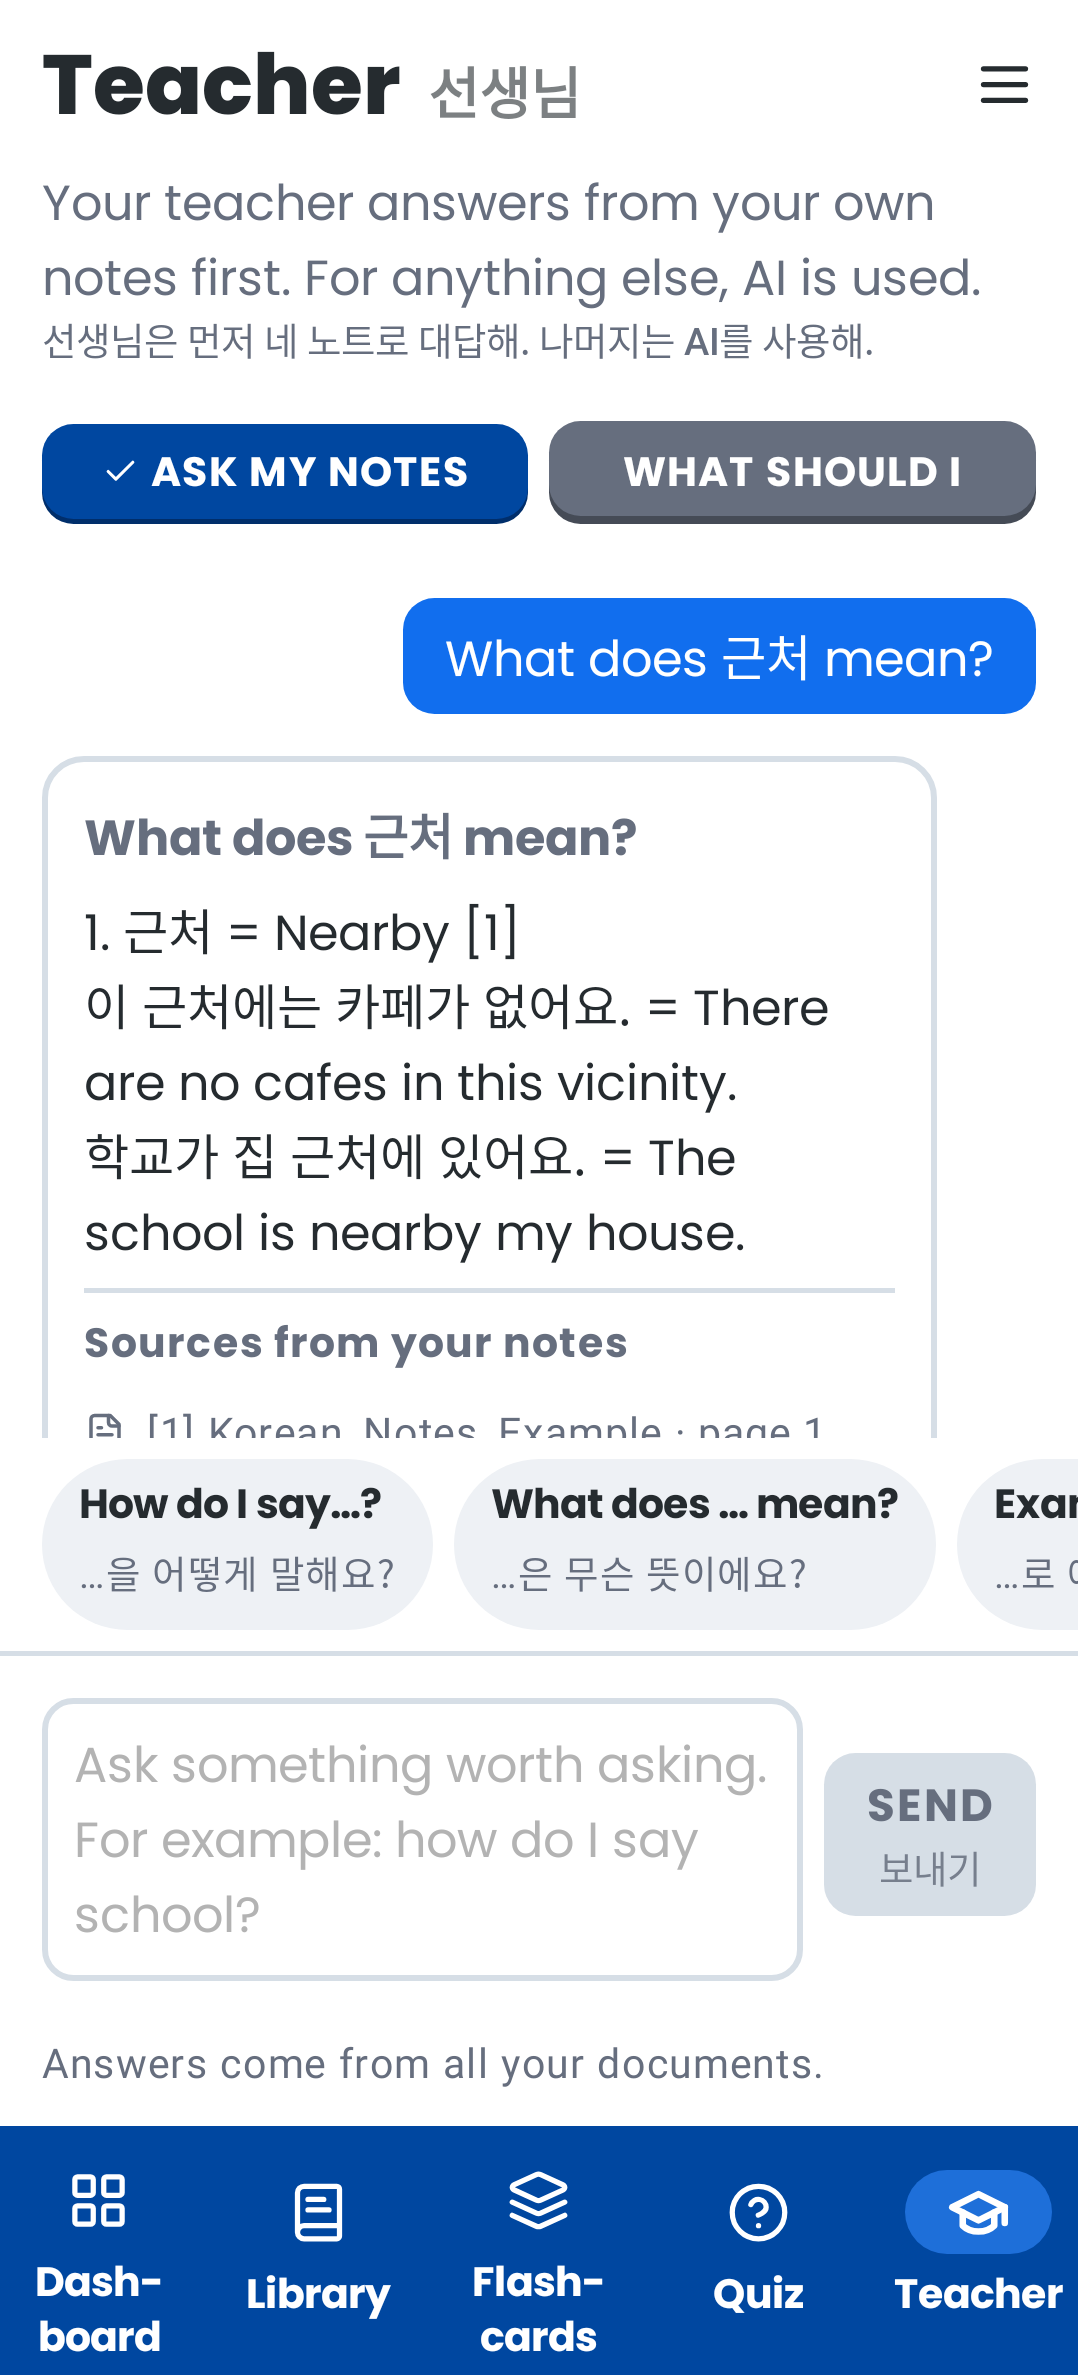 Teacher 선생님
Your teacher answers from your own
notes first. For anything else, AI is used.
선생님은 먼저 네 노트로 대답해. 나머지는 AI를 사용해.
ASK MY NOTES
WHAT SHOULD I
What does 근처 mean?
What does 근처 mean?
1. 근처 = Nearby [1]
이 근처에는 카페가 없어요. = There
are no cafes in this vicinity.
학교가 집 근처에 있어요. = The
school is nearby my house.
Sources from your notes
[1] Korean_Notes_Example · page 1
How do I say...?
...을 어떻게 말해요?
What does ... mean?
...은 무슨 뜻이에요?
...로
Ask something worth asking.
For example: how do I say
school?
SEND
보내기
Answers come from all your documents.
Dash-
board
Library
Flash-
cards
Quiz
Teacher